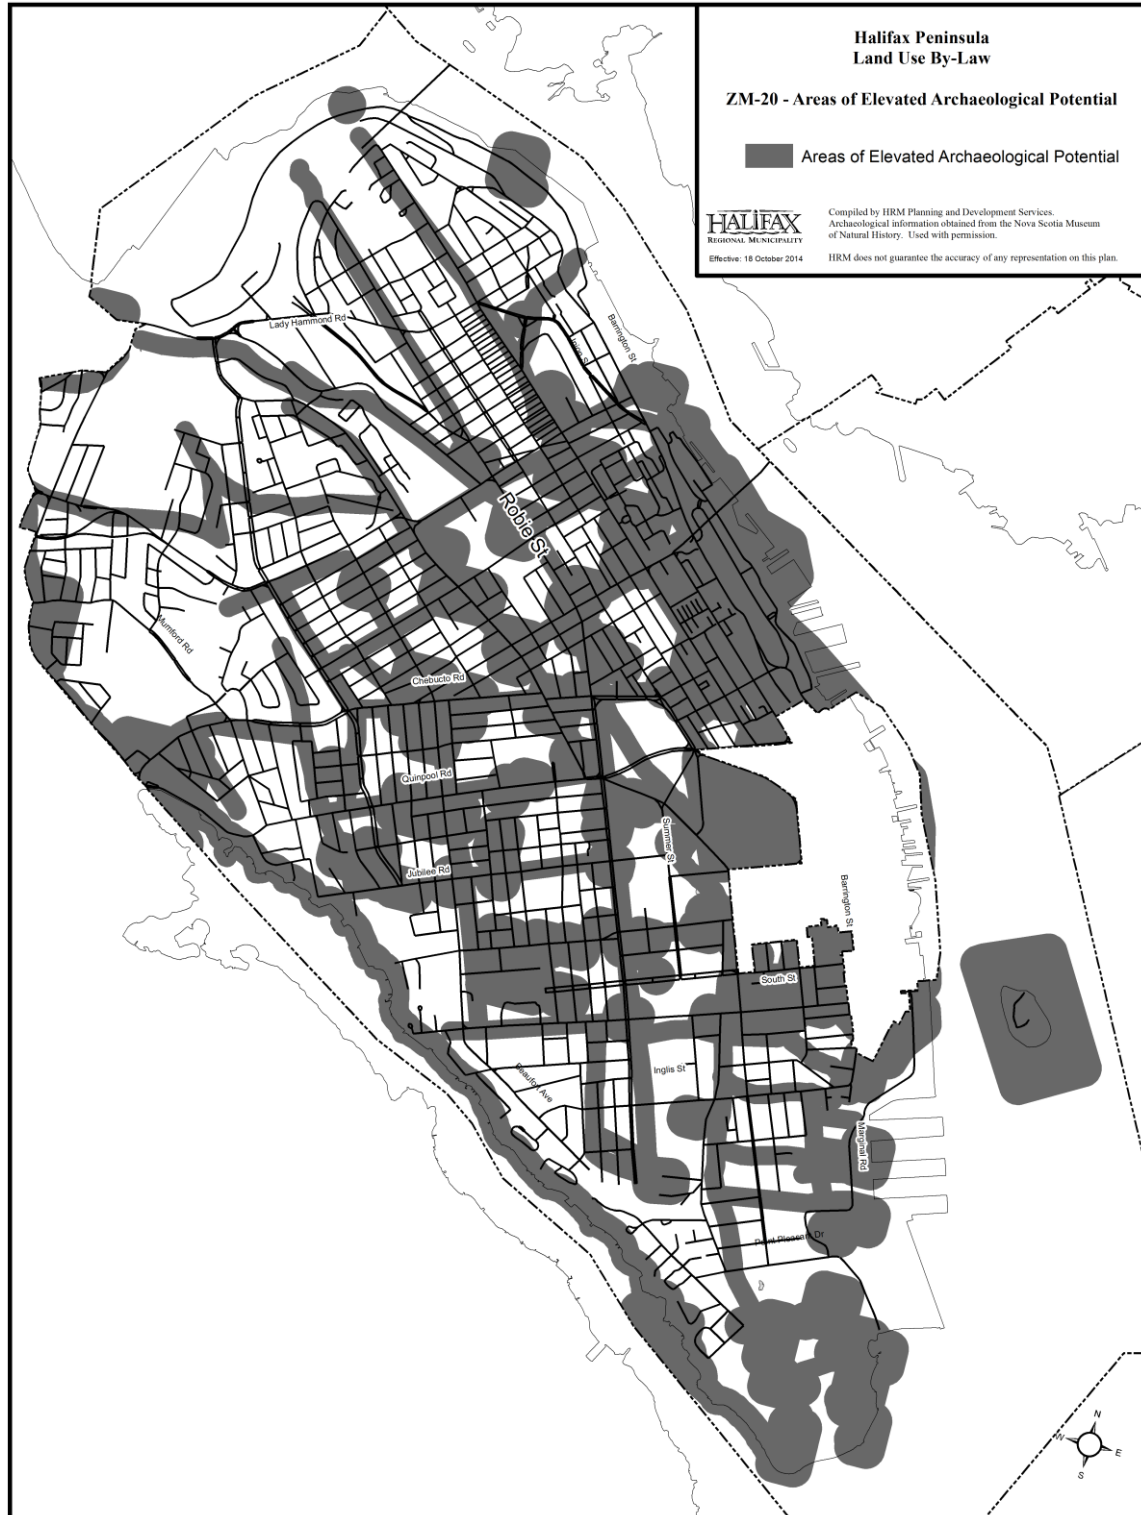 Halifax Peninsula
Land Use By-Law
ZM-20 - Areas of Elevated Archaeological Potential
Areas of Elevated Archaeological Potential
HALIFAX
REGIONAL MUNICIPALITY
Effective: 18 October 2014
Compiled by HRM Planning and Development Services.
Archaeological information obtained from the Nova Scotia Museum
of Natural History. Used with permission.
HRM does not guarantee the accuracy of any representation on this plan.
Lady Hammond Rd
Barrington St
Union St
Robie St
Mumford Rd
Chebucto Rd
Quinpool Rd
Summer St
Jubilee Rd
Barrington St
South St
Inglis St
Beaufort Ave
Marginal Rd
Point Pleasant Dr
N
W
E
S